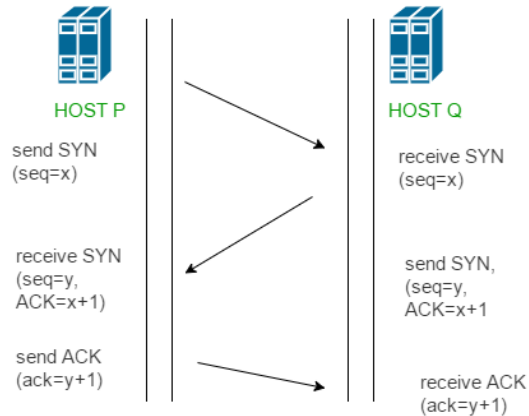 HOST P
HOST Q
send SYN
(seq=x)
receive SYN
(seq=x)
receive SYN
(seq=y,
ACK=x+1)
send SYN,
(seq=y,
ACK=x+1
send ACK
(ack=y+1)
receive ACK
(ack=y+1)